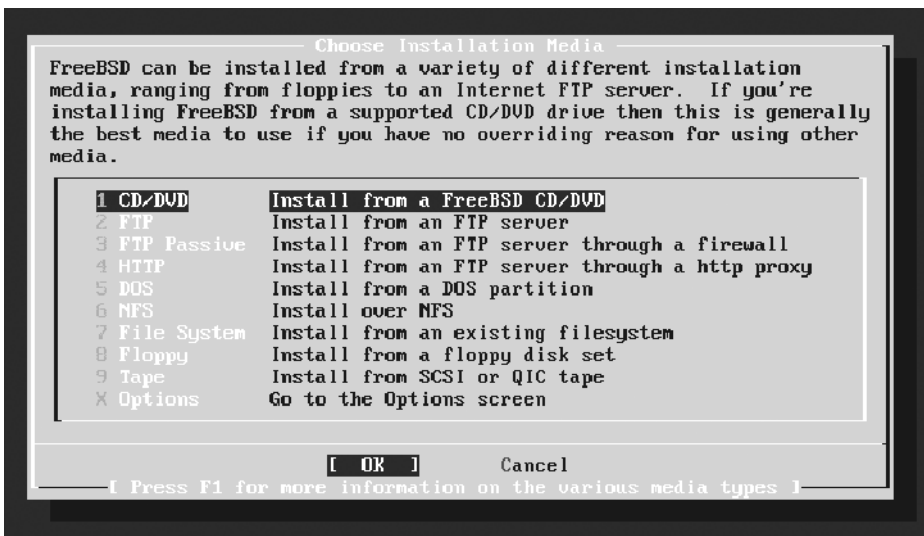 Choose Installation Media
FreeBSD can be installed from a variety of different installation
media, ranging from floppies to an Internet FTP server.  If you're
installing FreeBSD from a supported CD/DVD drive then this is generally
the best media to use if you have no overriding reason for using other
media.
1 CD/DVD Install from a FreeBSD CD/DVD
2 FTP Install from an FTP server
3 FTP Passive Install from an FTP server through a firewall
4 HTTP Install from an FTP server through a http proxy
5 DOS Install from a DOS partition
6 NFS Install over NFS
7 File System Install from an existing filesystem
8 Floppy Install from a floppy disk set
9 Tape Install from SCSI or QIC tape
X Options Go to the Options screen
[ OK ] Cancel
[ Press F1 for more information on the various media types ]